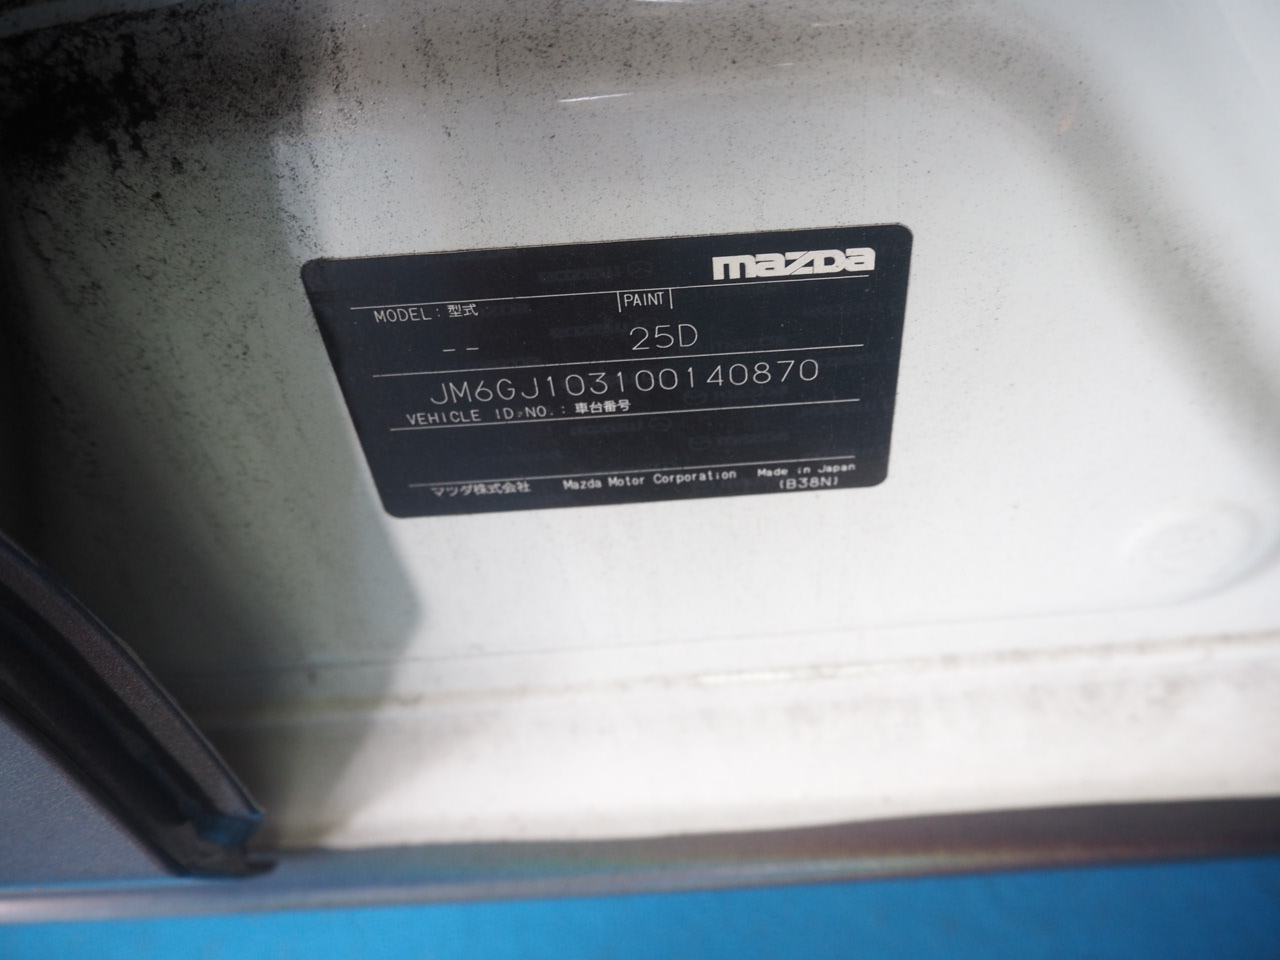 mazda
MODEL: 型式 PAINT
-- 25D
JM6GJ103100140870
VEHICLE ID.NO.: 車台番号
マツダ株式会社 Mazda Motor Corporation Made in Japan
(B38N)